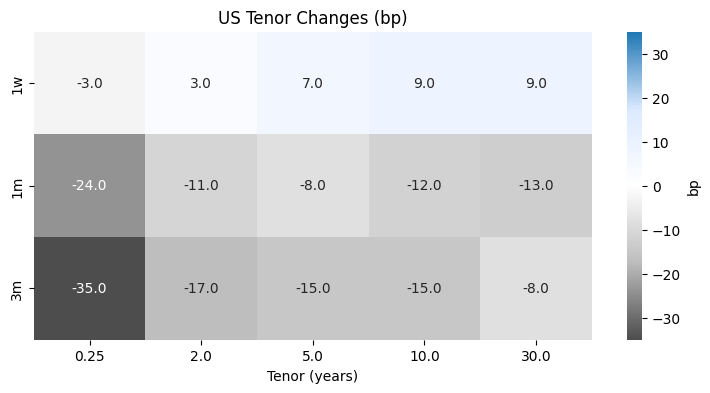 US Tenor Changes (bp)
1w
-3.0 3.0 7.0 9.0 9.0
1m
-24.0 -11.0 -8.0 -12.0 -13.0
3m
-35.0 -17.0 -15.0 -15.0 -8.0
0.25 2.0 5.0 10.0 30.0
Tenor (years)
30
20
10
0
−10
−20
−30
bp